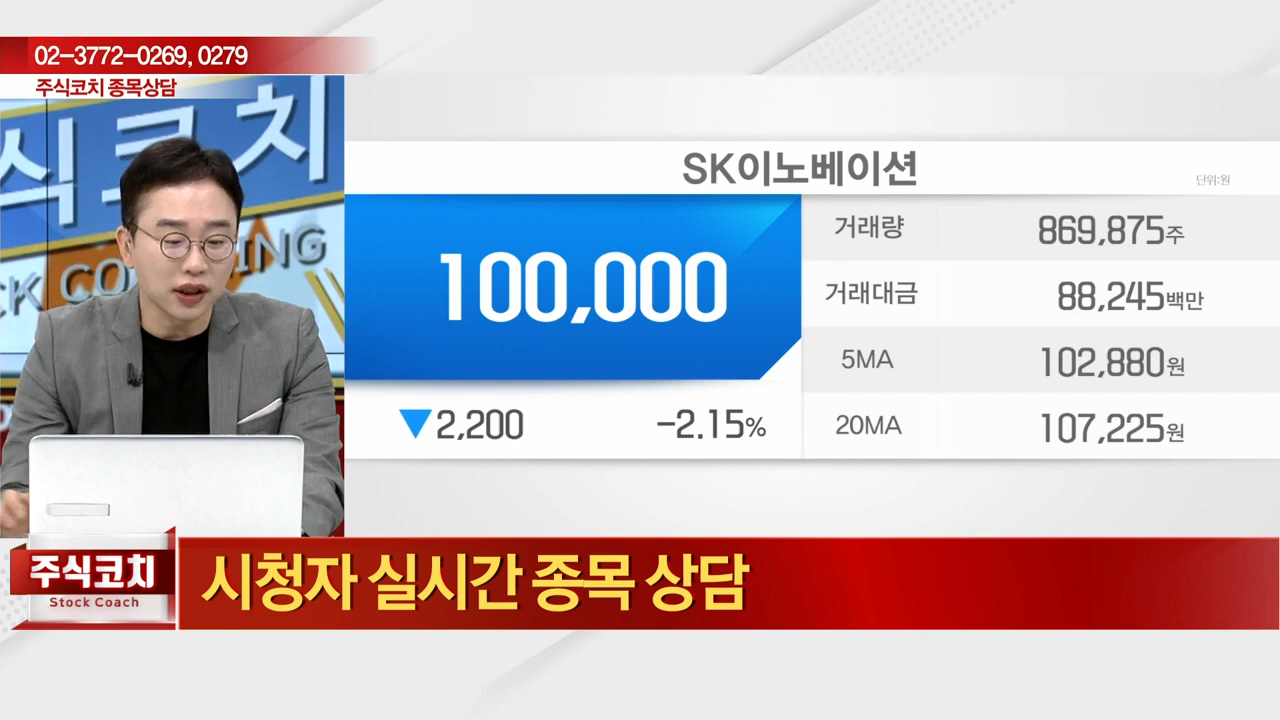 02-3772-0269, 0279
주식코치 종목상담
식코치
SK이노베이션
단위:원
100,000
▼2,200 -2.15%
거래량 869,875주
거래대금 88,245백만
5MA 102,880원
20MA 107,225원
주식코치
Stock Coach
시청자 실시간 종목 상담